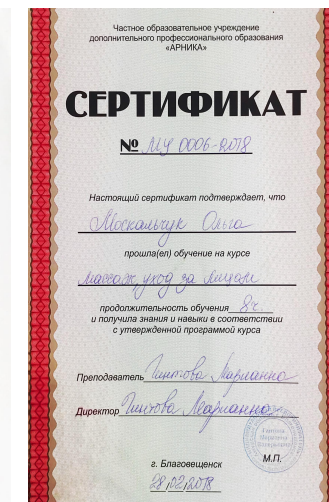 Частное образовательное учреждение
дополнительного профессионального образования
«АРНИКА»
СЕРТИФИКАТ
№ МУ 0006-2018
Настоящий сертификат подтверждает, что
Москальчук Ольга
прошла(ел) обучение на курсе
Массаж, уход за лицом
продолжительность обучения 8ч.
и получила знания и навыки в соответствии
с утвержденной программой курса
Преподаватель Гинтова Марианна
Директор Гинтова Марианна
М.П.
г. Благовещенск
28,02,2018